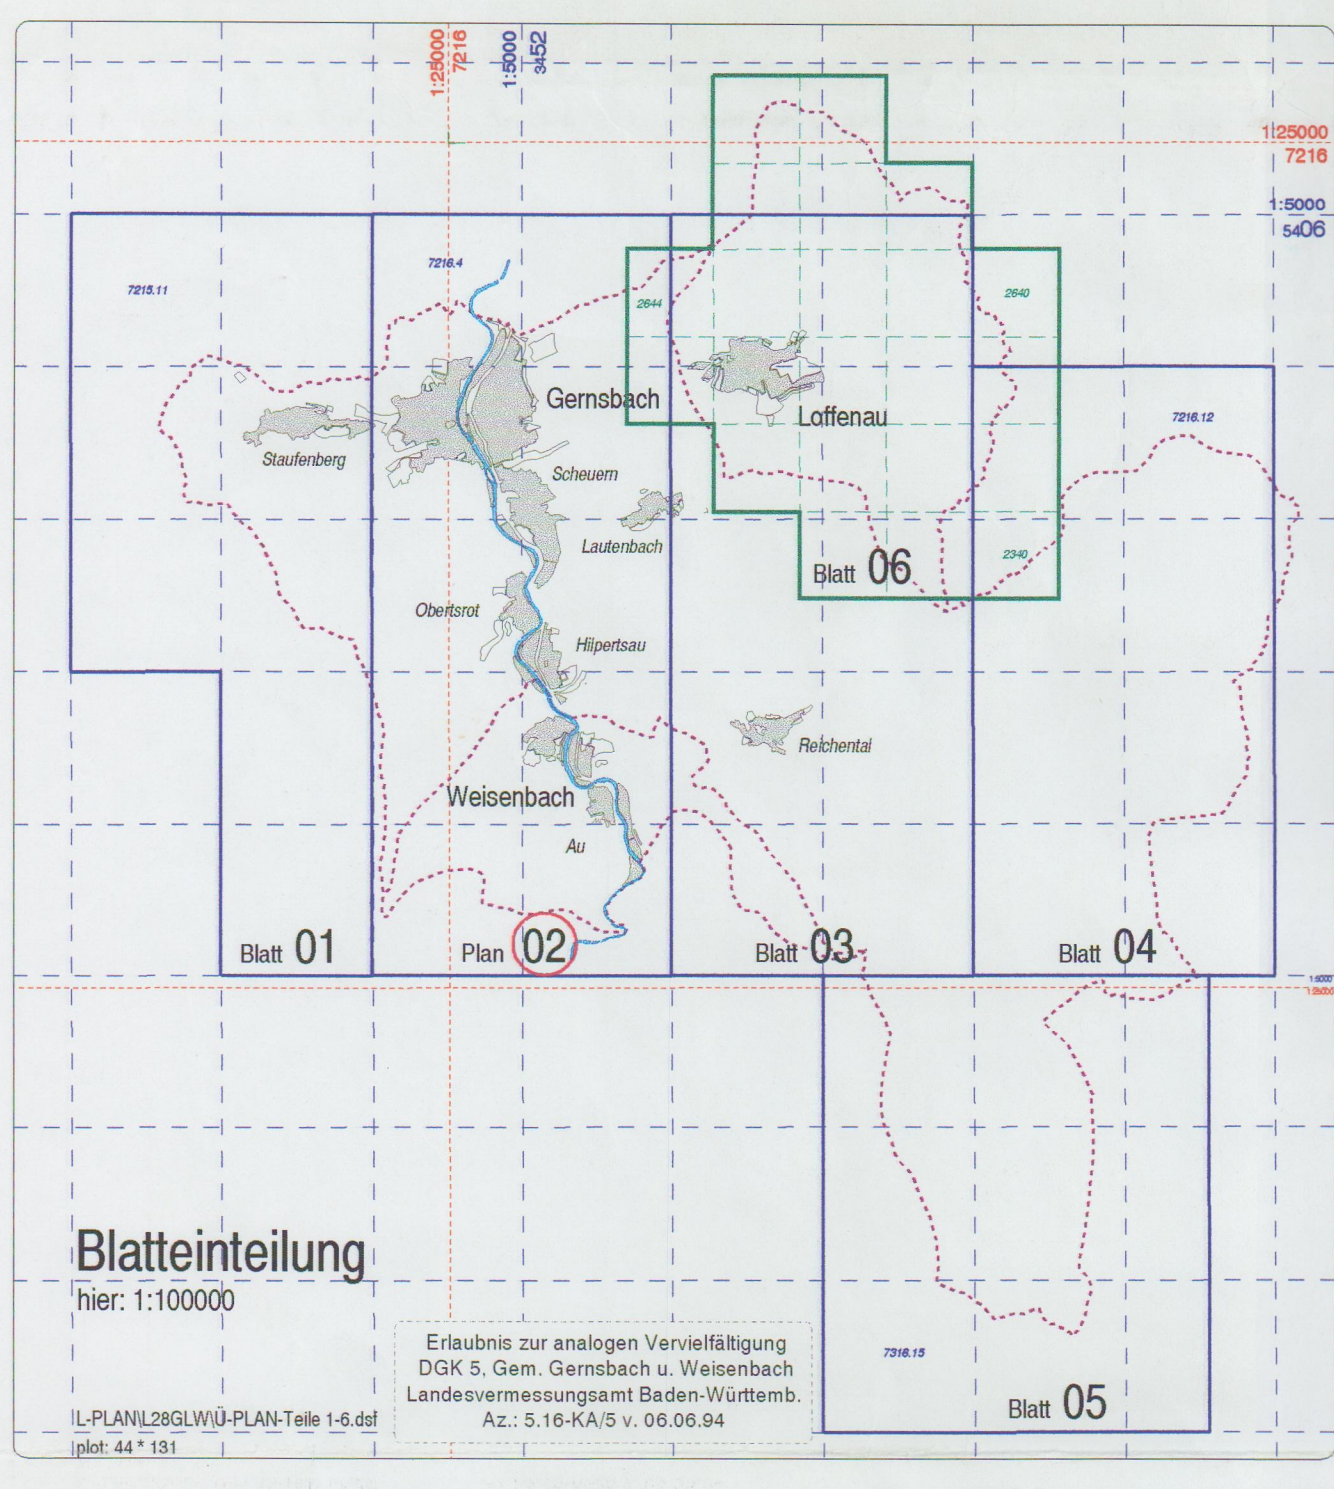 1:25000
7216
1:5000
3452
1:25000
7216
1:5000
5406
7215.11
7216.4
2644
2640
Gernsbach
Loffenau
7216.12
Staufenberg
Scheuern
Lautenbach
Blatt 06
2340
Obertsrot
Hilpertsau
Reichental
Weisenbach
Au
Blatt 01
Plan 02
Blatt 03
Blatt 04
1:5000
1:25000
Blatteinteilung
hier: 1:100000
Erlaubnis zur analogen Vervielfältigung
DGK 5, Gem. Gernsbach u. Weisenbach
Landesvermessungsamt Baden-Württemb.
Az.: 5.16-KA/5 v. 06.06.94
7316.15
Blatt 05
L-PLAN\L28GLW\Ü-PLAN-Teile 1-6.dsf
plot: 44 * 131